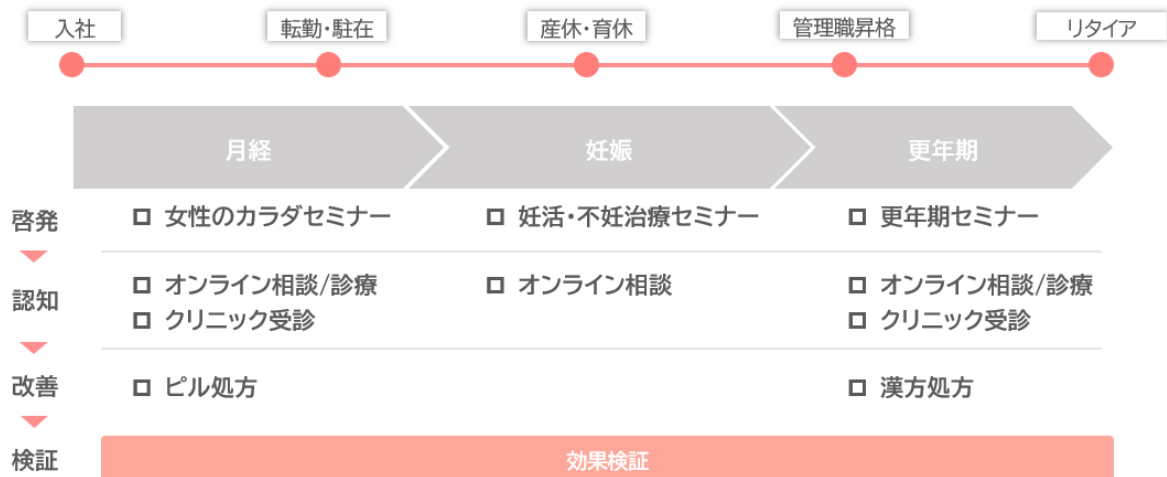 入社 転勤・駐在 産休・育休 管理職昇格 リタイア
月経 妊娠 更年期
啓発 女性のカラダセミナー 妊活・不妊治療セミナー 更年期セミナー
認知 オンライン相談/診療 オンライン相談 オンライン相談/診療
クリニック受診 クリニック受診
改善 ピル処方 漢方処方
検証 効果検証